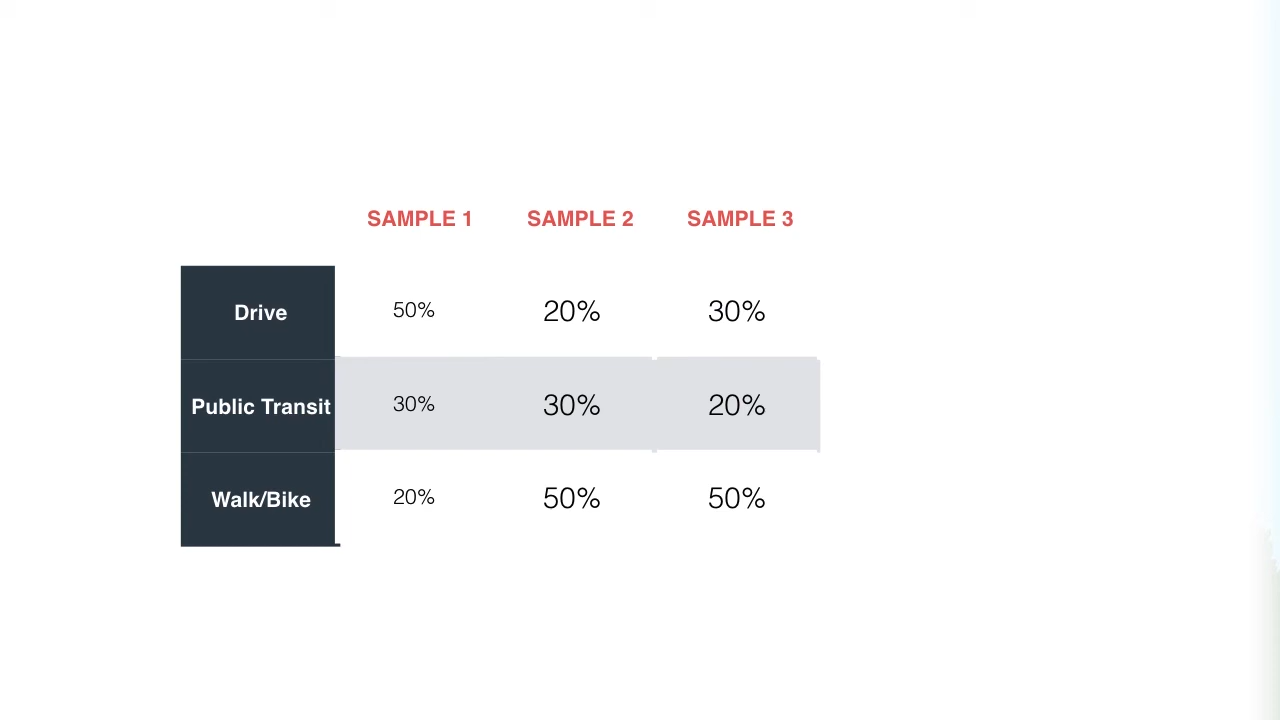 SAMPLE 1 SAMPLE 2 SAMPLE 3
Drive 50% 20% 30%
Public Transit 30% 30% 20%
Walk/Bike 20% 50% 50%